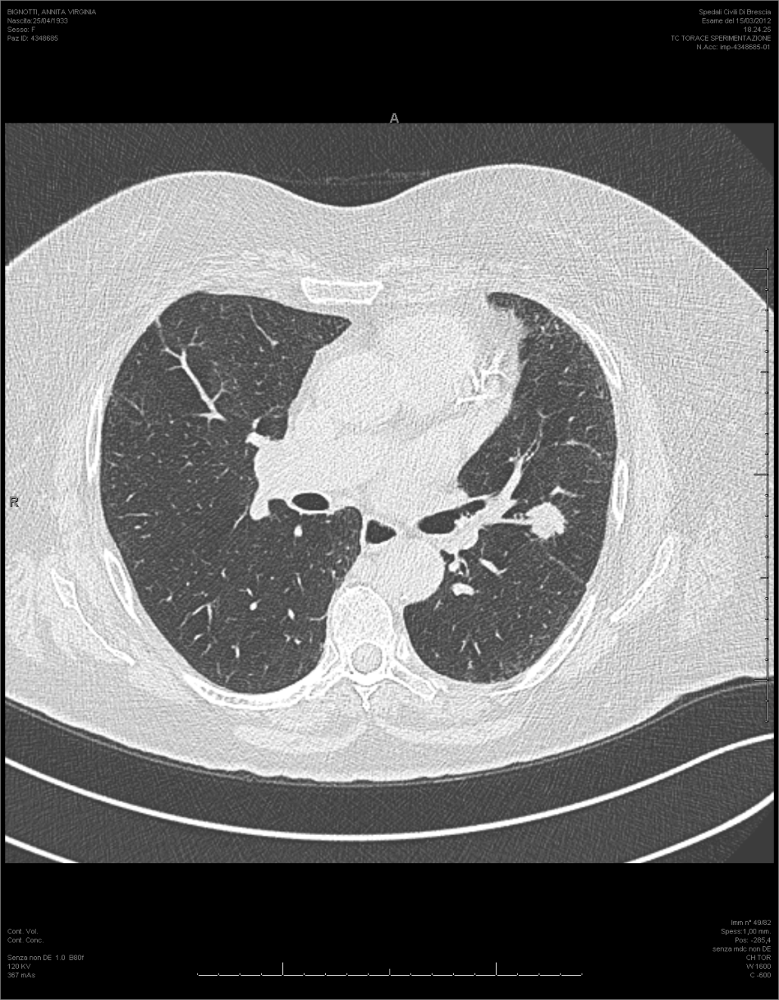 BIGNOTTI, ANNITA VIRGINIA
Nascita:25/04/1933
Sesso: F
Paz ID: 4348685
Spedali Civili Di Brescia
Esame del 15/03/2012
18.24.25
TC TORACE SPERIMENTAZIONE
N.Acc: imp-4348685-01
A
R
Cont. Vol.
Cont. Conc.
Senza non DE 1.0 B80f
120 KV
367 mAs
Imm n° 49/82
Spess:1,00 mm.
Pos: -285,4
senza mdc non DE
CH TOR
W 1600
C -600